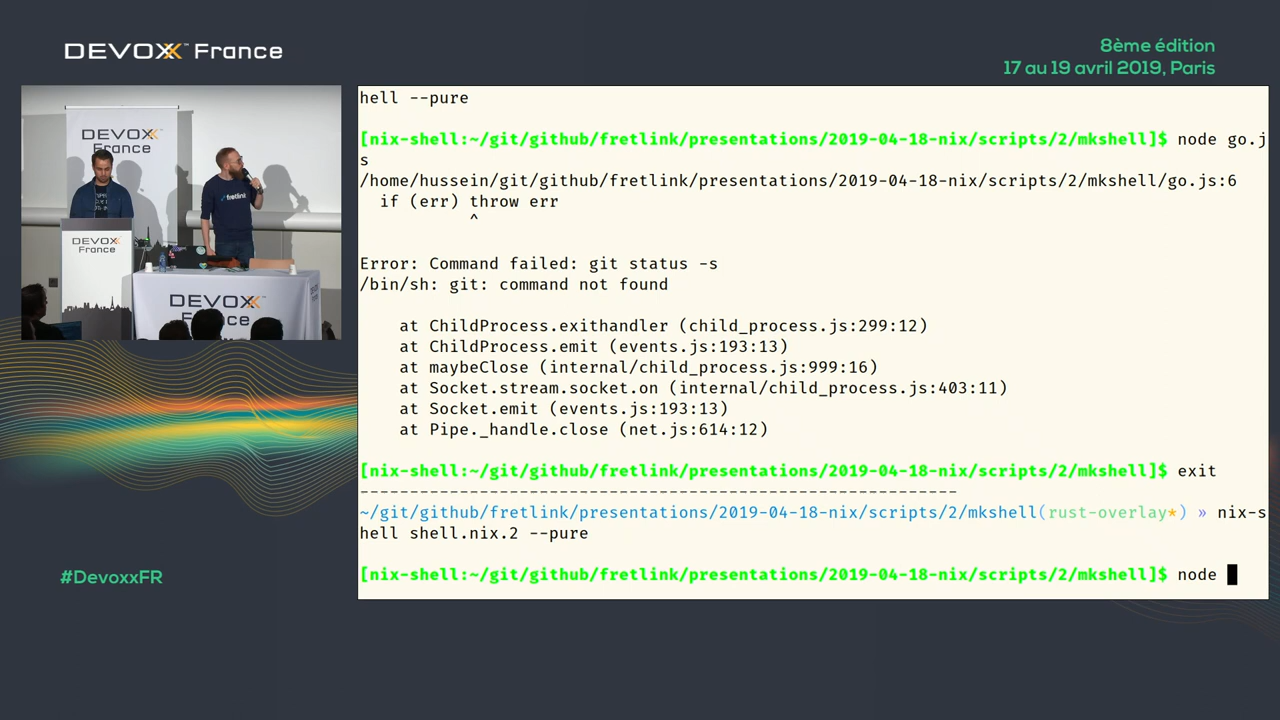 DEVOXX™ France
8ème édition
17 au 19 avril 2019, Paris
DEVOXX
France
fretlink
DEVOXX
France
DEVOXX™
France
#DevoxxFR
hell --pure
[nix-shell:~/git/github/fretlink/presentations/2019-04-18-nix/scripts/2/mkshell]$ node go.j
s
/home/hussein/git/github/fretlink/presentations/2019-04-18-nix/scripts/2/mkshell/go.js:6
  if (err) throw err
           ^
Error: Command failed: git status -s
/bin/sh: git: command not found
    at ChildProcess.exithandler (child_process.js:299:12)
    at ChildProcess.emit (events.js:193:13)
    at maybeClose (internal/child_process.js:999:16)
    at Socket.stream.socket.on (internal/child_process.js:403:11)
    at Socket.emit (events.js:193:13)
    at Pipe._handle.close (net.js:614:12)
[nix-shell:~/git/github/fretlink/presentations/2019-04-18-nix/scripts/2/mkshell]$ exit
------------------------------------------------------------
~/git/github/fretlink/presentations/2019-04-18-nix/scripts/2/mkshell(rust-overlay*) » nix-s
hell shell.nix.2 --pure
[nix-shell:~/git/github/fretlink/presentations/2019-04-18-nix/scripts/2/mkshell]$ node